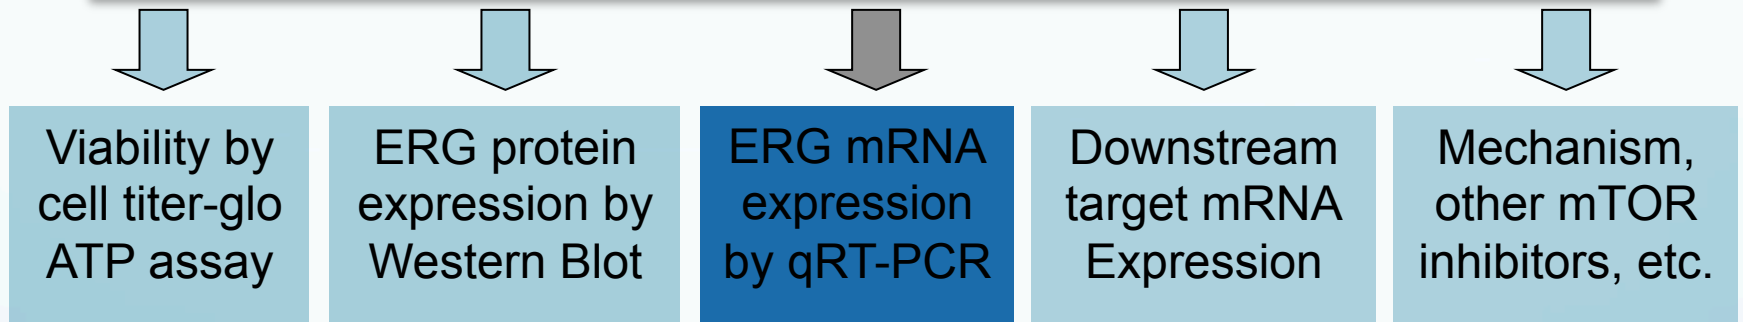 Viability by
cell titer-glo
ATP assay
ERG protein
expression by
Western Blot
ERG mRNA
expression
by qRT-PCR
Downstream
target mRNA
Expression
Mechanism,
other mTOR
inhibitors, etc.